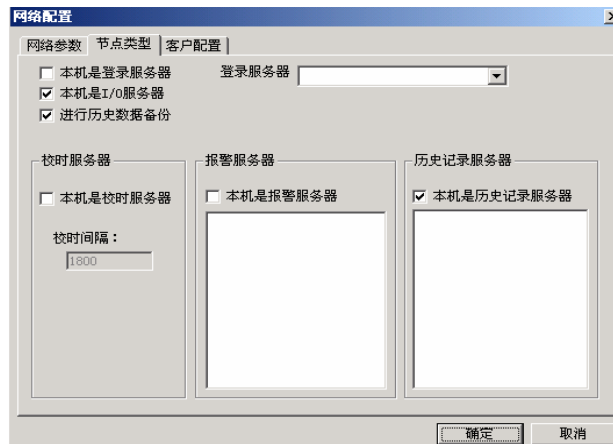 网络配置
网络参数 节点类型 客户配置
本机是登录服务器 登录服务器
本机是I/O服务器
进行历史数据备份
校时服务器 报警服务器 历史记录服务器
本机是校时服务器 本机是报警服务器 本机是历史记录服务器
校时间隔：
1800
确定 取消